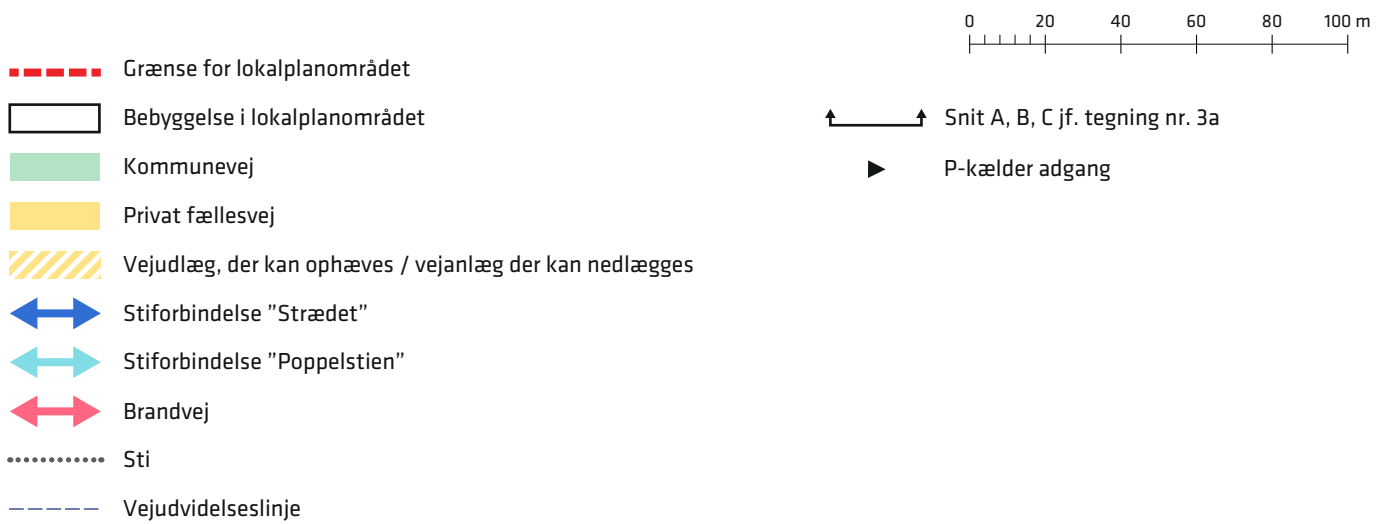 0 20 40 60 80 100 m
Grænse for lokalplanområdet
Bebyggelse i lokalplanområdet
Kommunevej
Privat fællesvej
Vejudlæg, der kan ophæves / vejanlæg der kan nedlægges
Stiforbindelse ”Strædet”
Stiforbindelse ”Poppelstien”
Brandvej
Sti
Vejudvidelseslinje
Snit A, B, C jf. tegning nr. 3a
P-kælder adgang